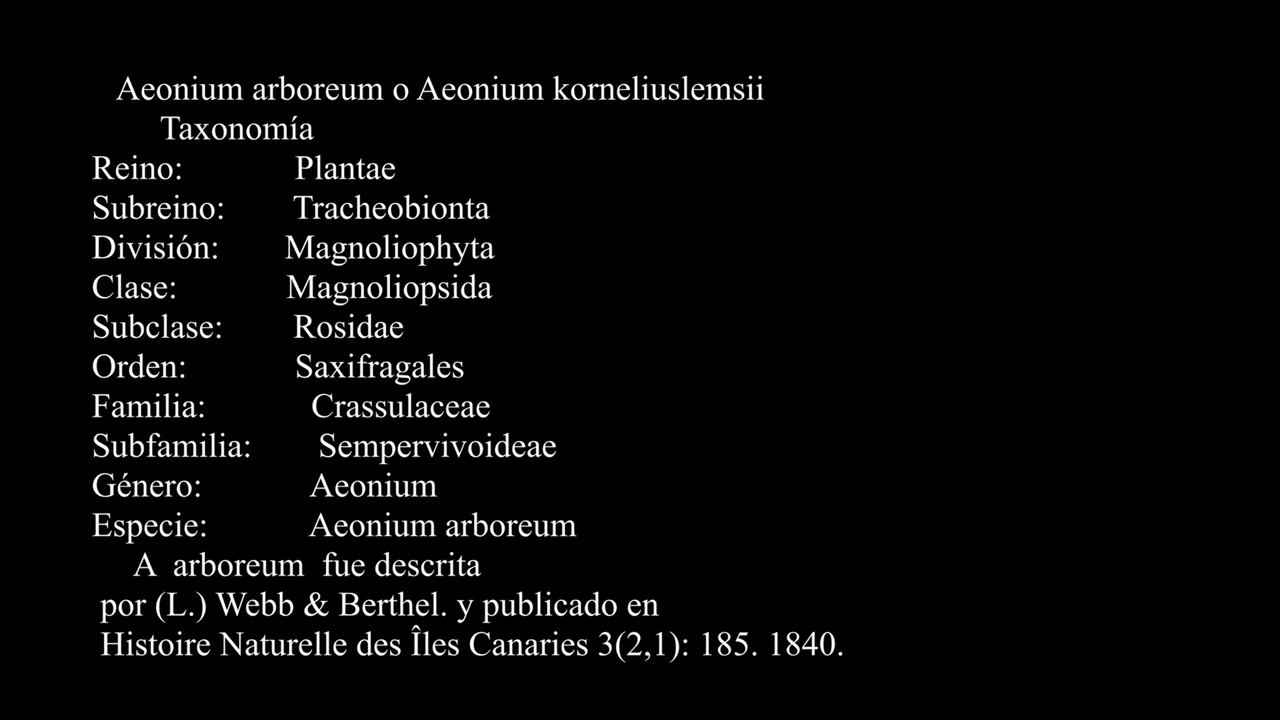 Aeonium arboreum o Aeonium korneliuslemsii
Taxonomía
Reino: Plantae
Subreino: Tracheobionta
División: Magnoliophyta
Clase: Magnoliopsida
Subclase: Rosidae
Orden: Saxifragales
Familia: Crassulaceae
Subfamilia: Sempervivoideae
Género: Aeonium
Especie: Aeonium arboreum
A arboreum fue descrita
por (L.) Webb & Berthel. y publicado en
Histoire Naturelle des Îles Canaries 3(2,1): 185. 1840.